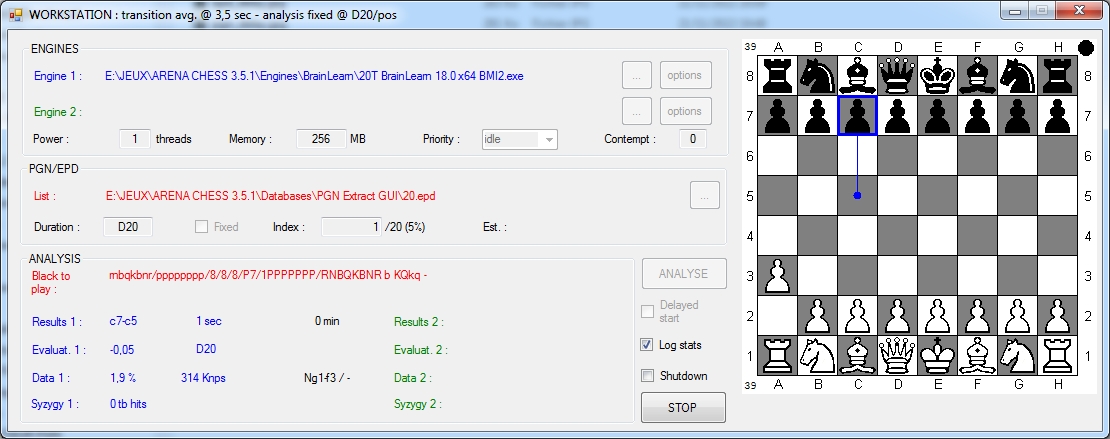 WORKSTATION : transition avg. @ 3,5 sec - analysis fixed @ D20/pos
ENGINES
Engine 1 : E:\JEUX\ARENA CHESS 3.5.1\Engines\BrainLearn\20T BrainLearn 18.0 x64 BMI2.exe ... options
Engine 2 : ... options
Power : 1 threads Memory : 256 MB Priority : idle Contempt : 0
PGN/EPD
List : E:\JEUX\ARENA CHESS 3.5.1\Databases\PGN Extract GUI\20.epd ...
Duration : D20 Fixed Index : 1 /20 (5%) Est. :
ANALYSIS
Black to play : rnbqkbnr/pppppppp/8/8/8/P7/1PPPPPPP/RNBQKBNR b KQkq -
Results 1 : c7-c5 1 sec 0 min Results 2 :
Evaluat. 1 : -0,05 D20 Evaluat. 2 :
Data 1 : 1,9 % 314 Knps Ng1-f3 / - Data 2 :
Syzygy 1 : 0 tb hits Syzygy 2 :
ANALYSE
Delayed start
Log stats
Shutdown
STOP
39 A B C D E F G H
8 8
7 7
6 6
5 5
4 4
3 3
2 2
1 1
39 A B C D E F G H